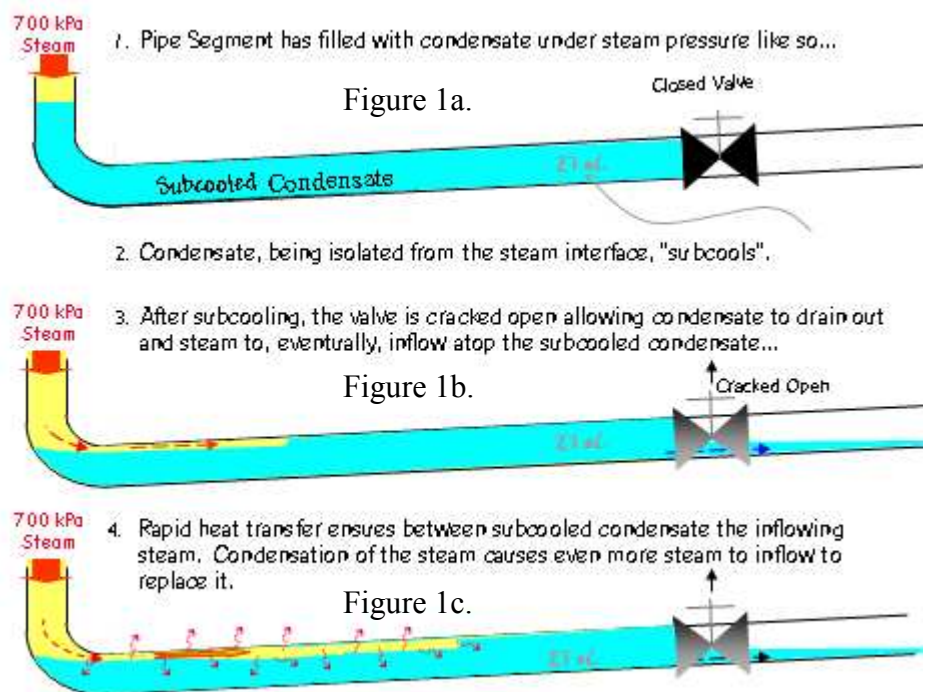 700 kPa
Steam
1. Pipe Segment has filled with condensate under steam pressure like so...
Figure 1a.
Closed Valve
Subcooled Condensate
2. Condensate, being isolated from the steam interface, "subcools".
700 kPa
Steam
3. After subcooling, the valve is cracked open allowing condensate to drain out
and steam to, eventually, inflow atop the subcooled condensate...
Figure 1b.
Cracked Open
700 kPa
Steam
4. Rapid heat transfer ensues between subcooled condensate the inflowing
steam. Condensation of the steam causes even more steam to inflow to
replace it.
Figure 1c.